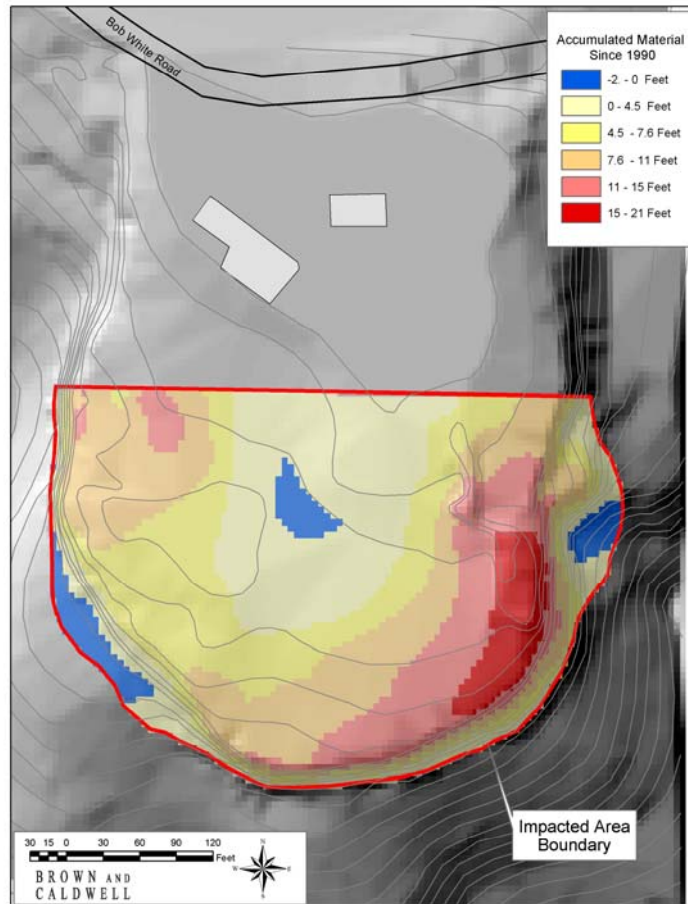 Bob White Road
Accumulated Material
Since 1990
-2. - 0 Feet
0 - 4.5 Feet
4.5 - 7.6 Feet
7.6 - 11 Feet
11 - 15 Feet
15 - 21 Feet
Impacted Area
Boundary
30 15 0 30 60 90 120
Feet
N
W E
S
BROWN AND
CALDWELL